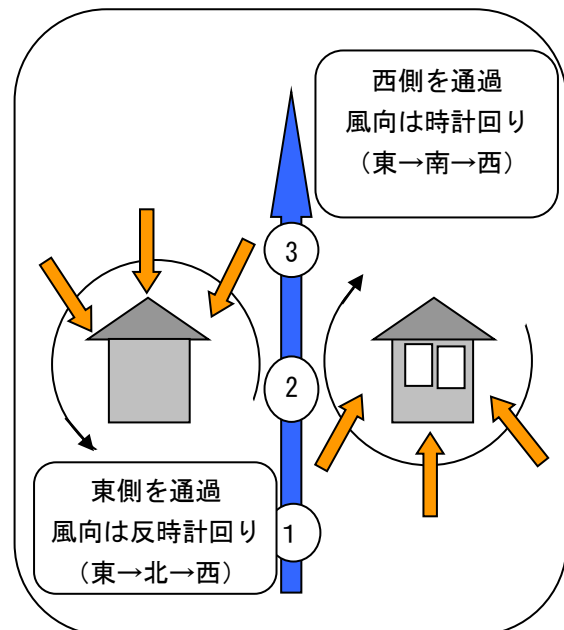 西側を通過
風向は時計回り
（東→南→西）
3
2
1
東側を通過
風向は反時計回り
（東→北→西）